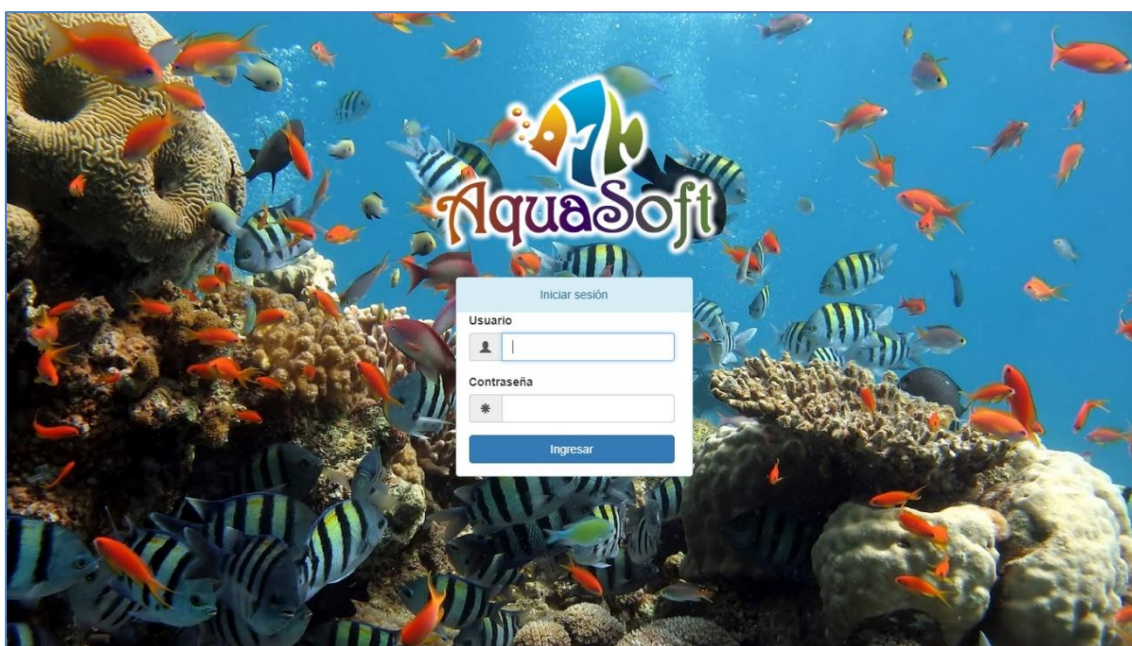 AquaSoft
Iniciar sesión
Usuario
Contraseña
Ingresar